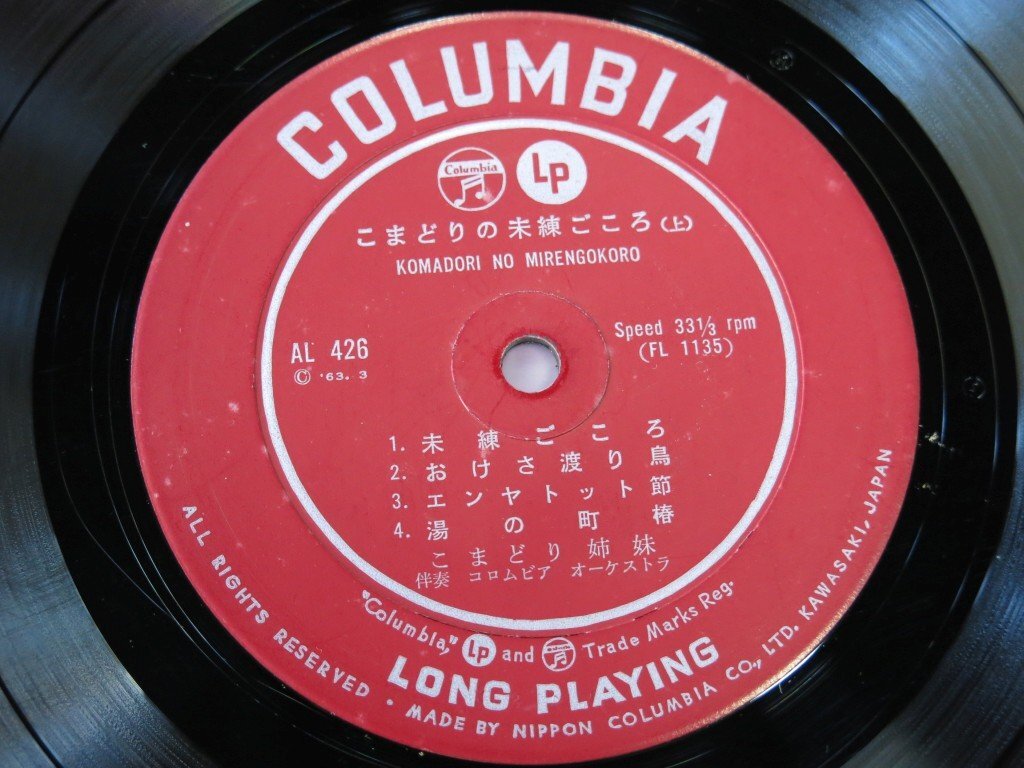 COLUMBIA
Columbia
LP
こまどりの未練ごころ(上)
KOMADORI NO MIRENGOKORO
AL 426
© '63. 3
Speed 33 1/3 rpm
(FL 1135)
1. 未練ごころ
2. おけさ渡り鳥
3. エンヤトット節
4. 湯の町椿
こまどり姉妹
伴奏 コロムビア オーケストラ
"Columbia," LP and Trade Marks Reg.
LONG PLAYING
ALL RIGHTS RESERVED · MADE BY NIPPON COLUMBIA CO., LTD. KAWASAKI, JAPAN